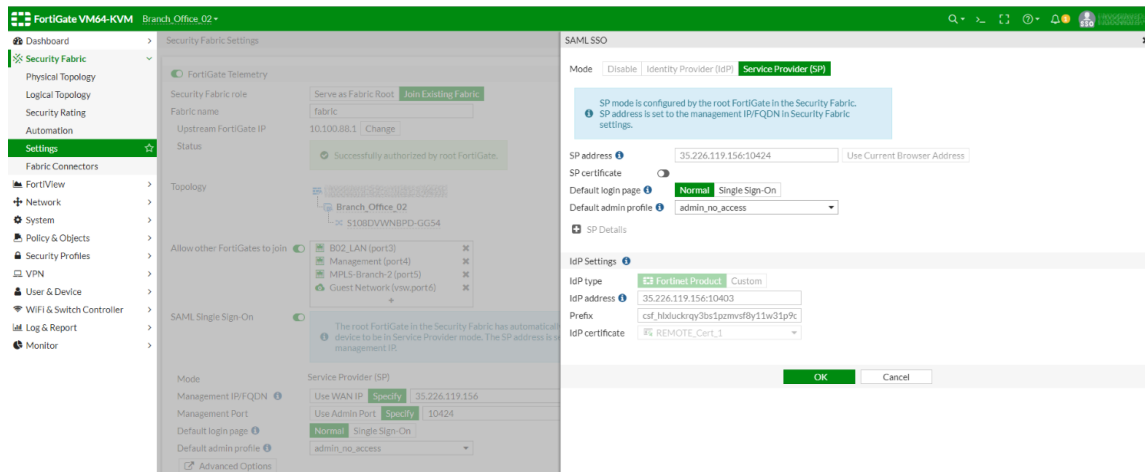 FortiGate VM64-KVM Branch_Office_02
Dashboard
Security Fabric
Physical Topology
Logical Topology
Security Rating
Automation
Settings
Fabric Connectors
FortiView
Network
System
Policy & Objects
Security Profiles
VPN
User & Device
WiFi & Switch Controller
Log & Report
Monitor
Security Fabric Settings
FortiGate Telemetry
Security Fabric role Serve as Fabric Root Join Existing Fabric
Fabric name fabric
Upstream FortiGate IP 10.100.88.1 Change
Status
Successfully authorized by root FortiGate.
Topology
Branch_Office_02
S108DVWNBPD-GG54
Allow other FortiGates to join B02_LAN (port3)
Management (port4)
MPLS-Branch-2 (port5)
Guest Network (vsw.port6)
+
SAML Single Sign-On
The root FortiGate in the Security Fabric has automatically
device to be in Service Provider mode. The SP address is se
management IP.
Mode Service Provider (SP)
Management IP/FQDN Use WAN IP Specify 35.226.119.156
Management Port Use Admin Port Specify 10424
Default login page Normal Single Sign-On
Default admin profile admin_no_access
Advanced Options
SAML SSO
Mode Disable Identity Provider (IdP) Service Provider (SP)
SP mode is configured by the root FortiGate in the Security Fabric.
SP address is set to the management IP/FQDN in Security Fabric
settings.
SP address 35.226.119.156:10424 Use Current Browser Address
SP certificate
Default login page Normal Single Sign-On
Default admin profile admin_no_access
SP Details
IdP Settings
IdP type Fortinet Product Custom
IdP address 35.226.119.156:10403
Prefix
IdP certificate REMOTE_Cert_1
OK Cancel
SSO